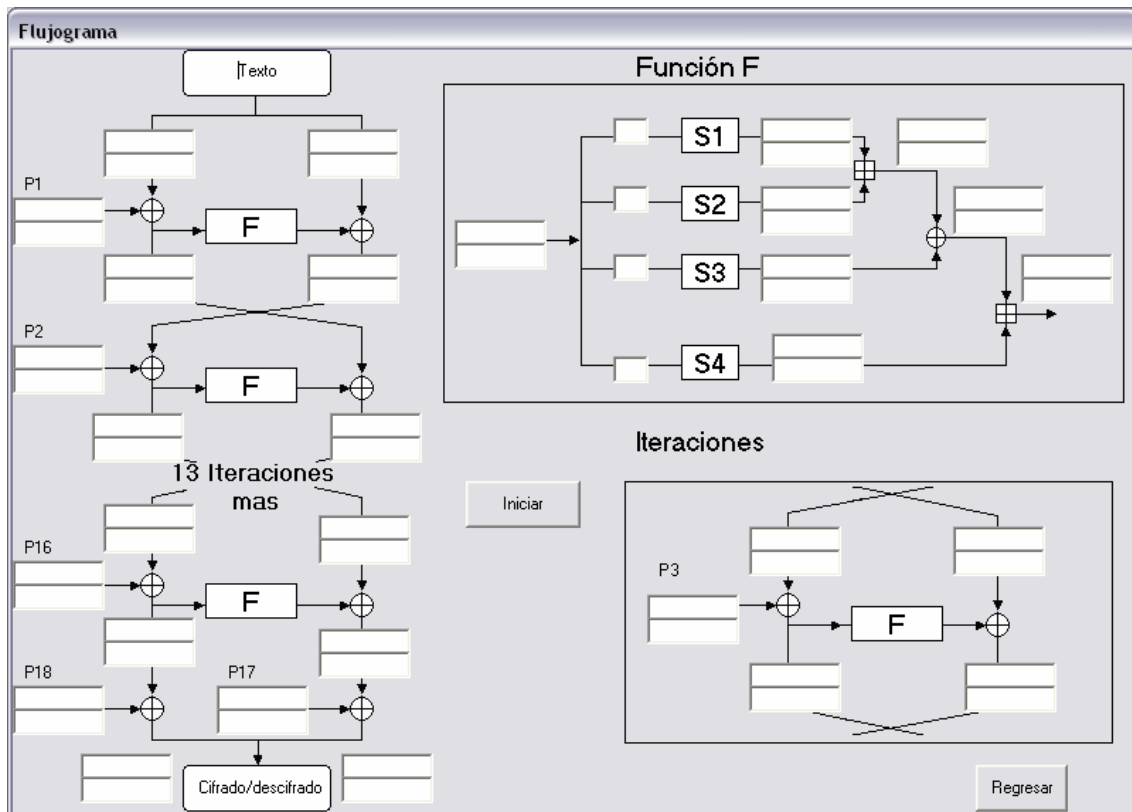 Flujograma
Texto
P1
F
P2
F
13 Iteraciones
mas
P16
F
P18
P17
Cifrado/descifrado
Función F
S1
S2
S3
S4
Iteraciones
Iniciar
P3
F
Regresar